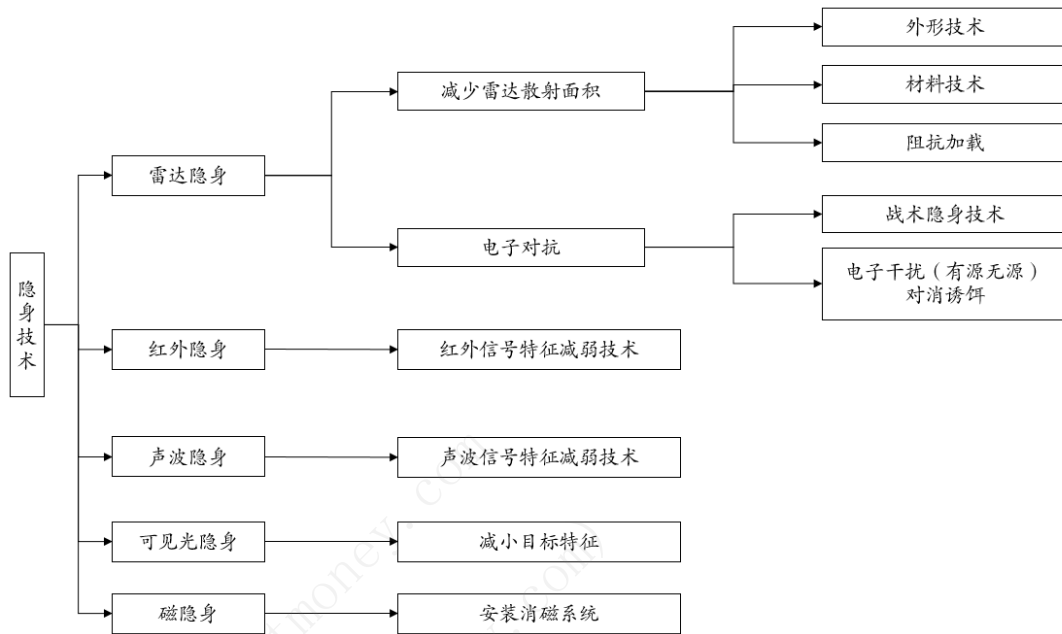 外形技术
减少雷达散射面积
材料技术
阻抗加载
雷达隐身
战术隐身技术
电子对抗
电子干扰（有源无源）
对消诱饵
隐身技术
红外隐身
红外信号特征减弱技术
声波隐身
声波信号特征减弱技术
可见光隐身
减小目标特征
磁隐身
安装消磁系统